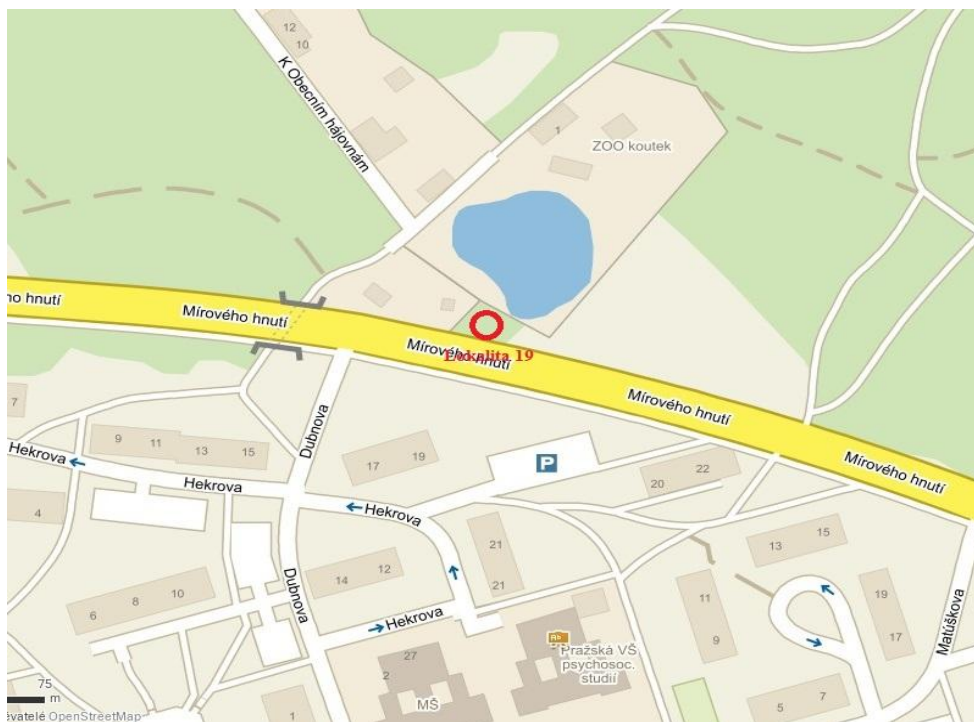 12
10
K Obecním hájovnám
1
ZOO koutek
ho hnutí
Mírového hnutí
Lokalita 19
Mírového hnutí
Mírového hnutí
Mírového hnutí
7
9
11
13
15
Hekrova
Hekrova
Dubnova
17
19
P
20
22
4
Hekrova
21
21
13
15
14
12
6
8
10
Dubnova
Hekrova
11
9
19
17
Matúškova
27
2
MŠ
Pražská VŠ
psychosoc.
studií
1
5
7
75
m
evatelé OpenStreetMap